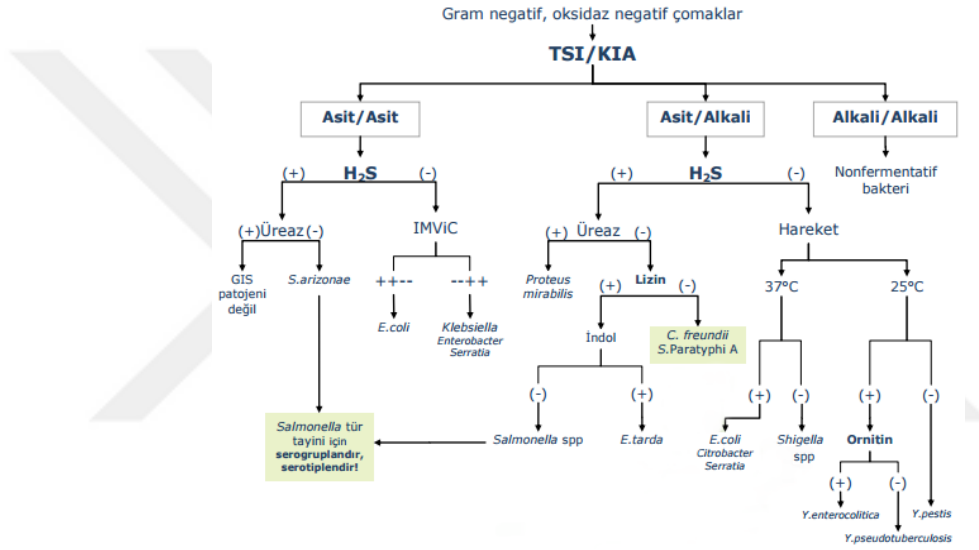 Gram negatif, oksidaz negatif çomaklar
TSI/KIA
Asit/Asit
Asit/Alkali
Alkali/Alkali
(+) H₂S (-)
(+) H₂S (-)
Nonfermentatif
bakteri
(+)Üreaz(-)
IMViC
(+) Üreaz (-)
Hareket
GIS
patojeni
değil
S.arizonae
++--
--++
Proteus
mirabilis
(+) Lizin (-)
37°C
25°C
E.coli
Klebsiella
Enterobacter
Serratia
İndol
C. freundii
S.Paratyphi A
(-)
(+)
(+)
(-)
(+)
(-)
Salmonella tür
tayini için
serogruplandır,
serotiplendir!
Salmonella spp
E.tarda
E.coli
Citrobacter
Serratia
Shigella
spp
Ornitin
(+)
(-)
Y.enterocolitica
Y.pestis
Y.pseudotuberculosis